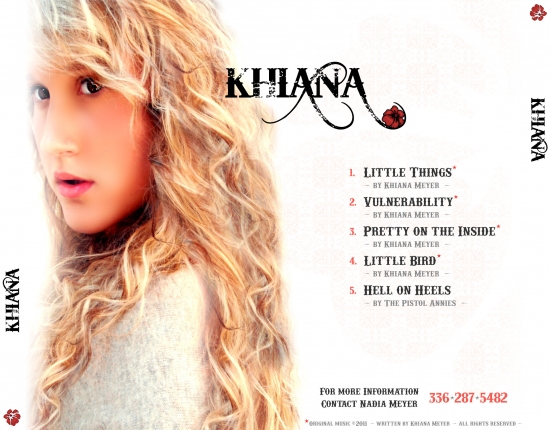 KHIANA
KHIANA
KHIANA
1. Little Things*
– by Khiana Meyer –
2. Vulnerability*
– by Khiana Meyer –
3. Pretty on the Inside*
– by Khiana Meyer –
4. Little Bird*
– by Khiana Meyer –
5. Hell on Heels
– by The Pistol Annies –
For more Information
Contact Nadia Meyer
336·287·5482
*Original music ©2011 – written by Khiana Meyer – all rights reserved –